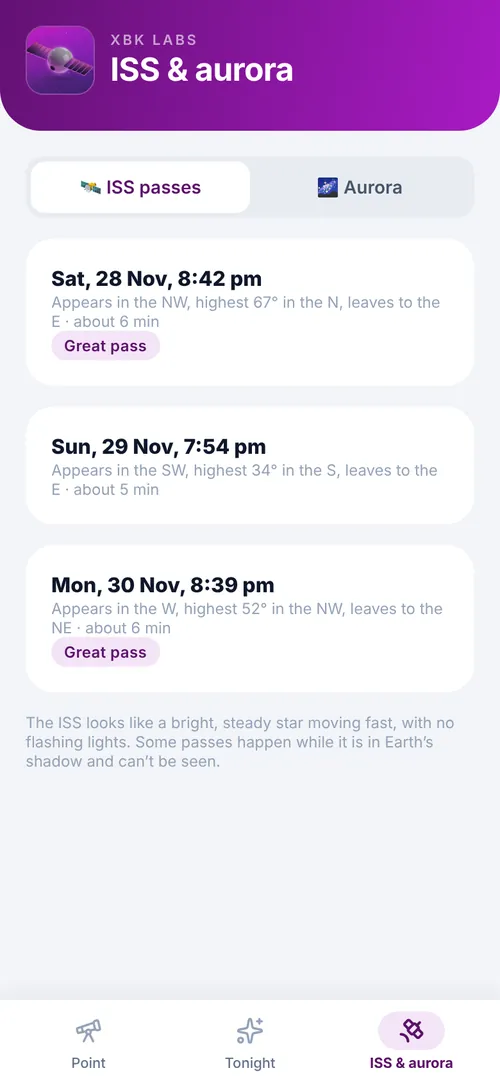 XBK LABS
ISS & aurora
ISS passes
Aurora
Sat, 28 Nov, 8:42 pm
Appears in the NW, highest 67° in the N, leaves to the
E · about 6 min
Great pass
Sun, 29 Nov, 7:54 pm
Appears in the SW, highest 34° in the S, leaves to the
E · about 5 min
Mon, 30 Nov, 8:39 pm
Appears in the W, highest 52° in the NW, leaves to the
NE · about 6 min
Great pass
The ISS looks like a bright, steady star moving fast, with no
flashing lights. Some passes happen while it is in Earth’s
shadow and can’t be seen.
Point
Tonight
ISS & aurora